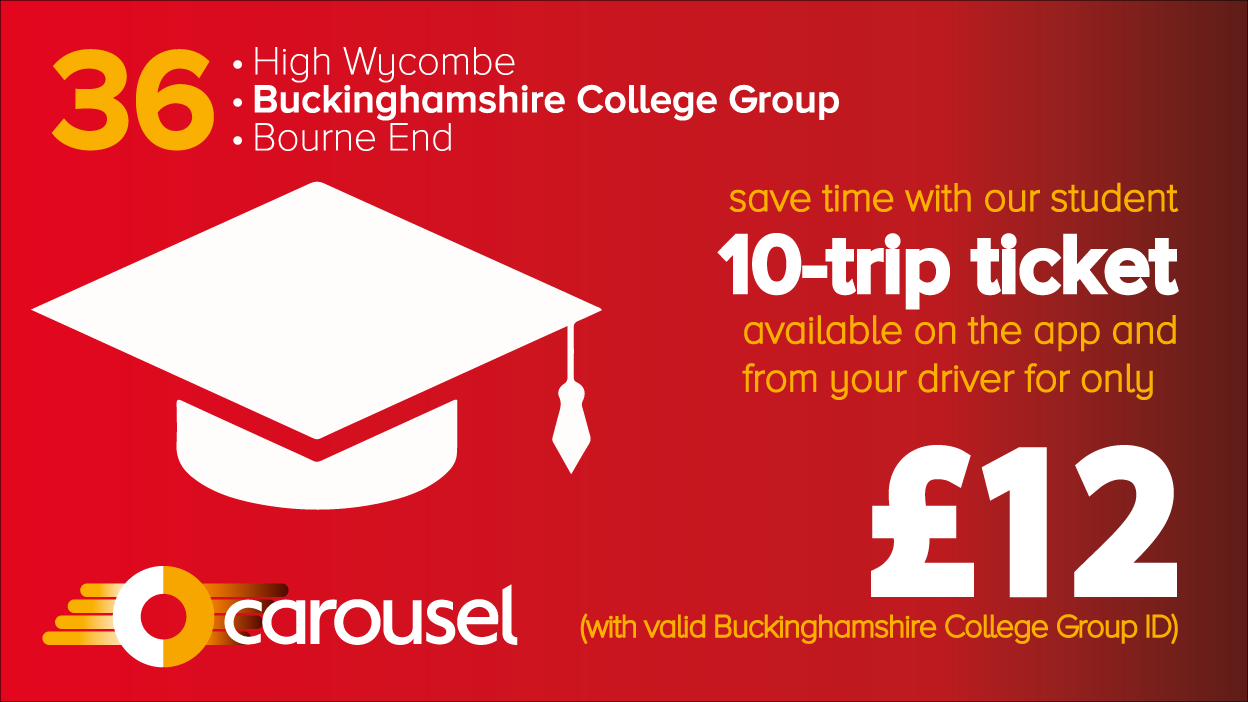 36
• High Wycombe
• Buckinghamshire College Group
• Bourne End
save time with our student
10-trip ticket
available on the app and
from your driver for only
£12
(with valid Buckinghamshire College Group ID)
carousel